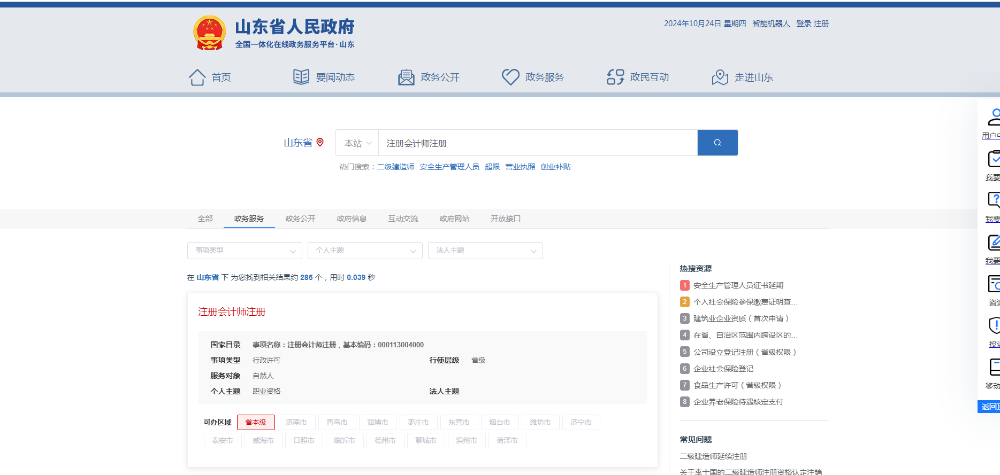 山东省人民政府
全国一体化在线政务服务平台·山东
2024年10月24日 星期四 智能机器人 登录 注册
首页 要闻动态 政务公开 政务服务 政民互动 走进山东
山东省 本站 注册会计师注册
热门搜索：二级建造师 安全生产管理人员 超限 营业执照 创业补贴
全部 政务服务 政务公开 政府信息 互动交流 政府网站 开放接口
事项类型 个人主题 法人主题
在 山东省 下 为您找到相关结果约 285 个，用时 0.039 秒
注册会计师注册
国家目录 事项名称：注册会计师注册，基本编码：000113004000
事项类型 行政许可 行使层级 省级
服务对象 自然人
个人主题 职业资格 法人主题
可办区域 省本级 济南市 青岛市 淄博市 枣庄市 东营市 烟台市 潍坊市 济宁市
泰安市 威海市 日照市 临沂市 德州市 聊城市 滨州市 菏泽市
热搜资源
1 安全生产管理人员证书延期
2 个人社会保险参保缴费证明查...
3 建筑业企业资质（首次申请）
4 在省、自治区范围内跨设区的...
5 公司设立登记注册（省级权限）
6 企业社会保险登记
7 食品生产许可（省级权限）
8 企业养老保险待遇核定支付
常见问题
二级建造师延续注册
关于李十国的二级建造师注册资格认定注销
用户
我要
我要
我要
咨
投
移动
返回